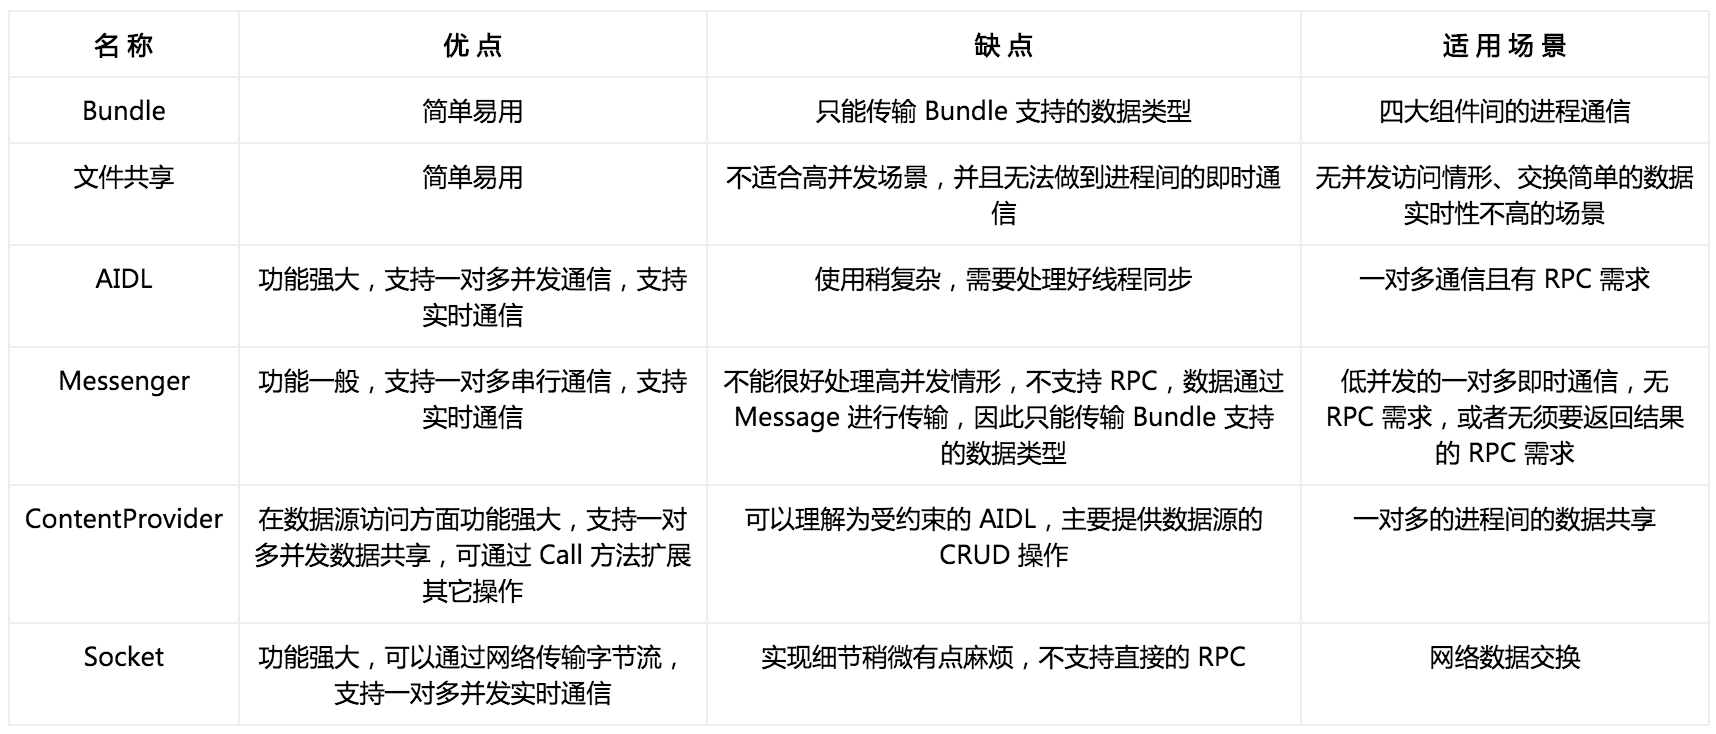 名 称
优 点
缺 点
适 用 场 景
Bundle
简单易用
只能传输 Bundle 支持的数据类型
四大组件间的进程通信
文件共享
简单易用
不适合高并发场景，并且无法做到进程间的即时通
信
无并发访问情形、交换简单的数据
实时性不高的场景
AIDL
功能强大，支持一对多并发通信，支持
实时通信
使用稍复杂，需要处理好线程同步
一对多通信且有 RPC 需求
Messenger
功能一般，支持一对多串行通信，支持
实时通信
不能很好处理高并发情形，不支持 RPC，数据通过
Message 进行传输，因此只能传输 Bundle 支持
的数据类型
低并发的一对多即时通信，无
RPC 需求，或者无须要返回结果
的 RPC 需求
ContentProvider
在数据源访问方面功能强大，支持一对
多并发数据共享，可通过 Call 方法扩展
其它操作
可以理解为受约束的 AIDL，主要提供数据源的
CRUD 操作
一对多的进程间的数据共享
Socket
功能强大，可以通过网络传输字节流，
支持一对多并发实时通信
实现细节稍微有点麻烦，不支持直接的 RPC
网络数据交换